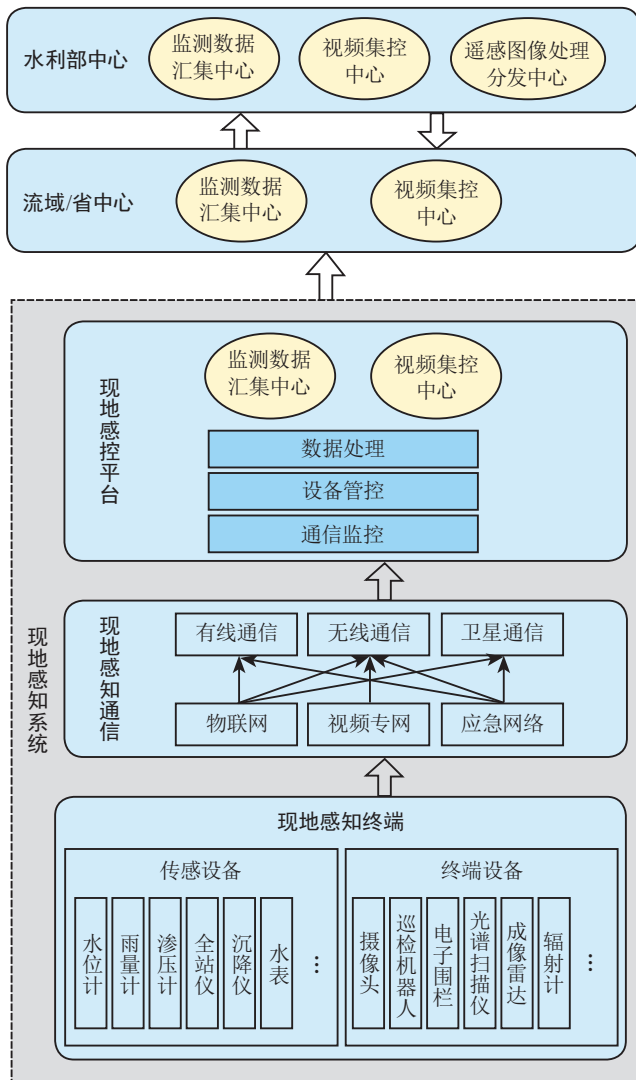 水利部中心
监测数据
汇集中心
视频集控
中心
遥感图像处理
分发中心
流域/省中心
监测数据
汇集中心
视频集控
中心
现地感知系统
现地感控平台
监测数据
汇集中心
视频集控
中心
数据处理
设备管控
通信监控
现地感知通信
有线通信
无线通信
卫星通信
物联网
视频专网
应急网络
现地感知终端
传感设备
水位计
雨量计
渗压计
全站仪
沉降仪
水表
…
终端设备
摄像头
巡检机器人
电子围栏
光谱扫描仪
成像雷达
辐射计
…